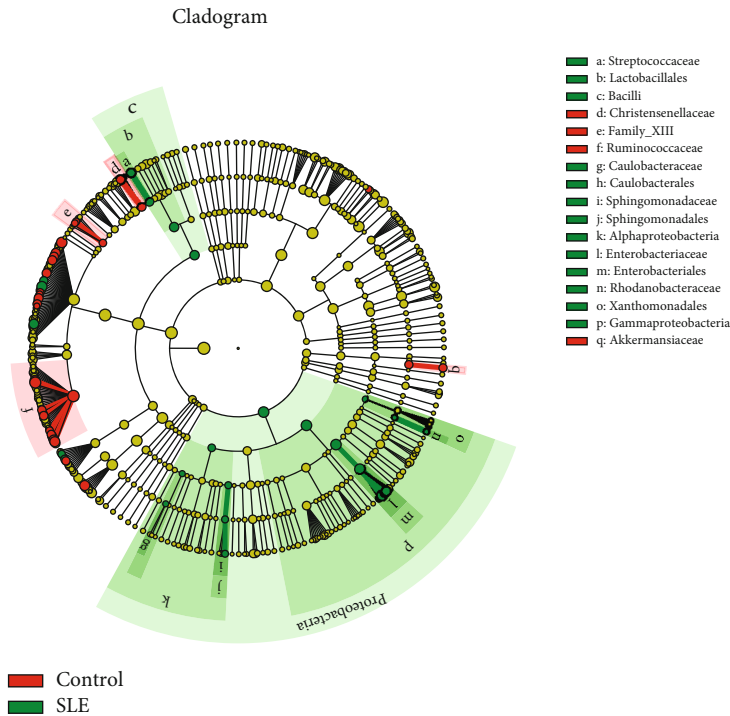 Cladogram
a: Streptococcaceae
b: Lactobacillales
c: Bacilli
d: Christensenellaceae
e: Family_XIII
f: Ruminococcaceae
g: Caulobacteraceae
h: Caulobacterales
i: Sphingomonadaceae
j: Sphingomonadales
k: Alphaproteobacteria
l: Enterobacteriaceae
m: Enterobacteriales
n: Rhodanobacteraceae
o: Xanthomonadales
p: Gammaproteobacteria
q: Akkermansiaceae
c
b
a
d
e
f
q
o
n
l
m
p
Proteobacteria
i
j
k
g
Control
SLE